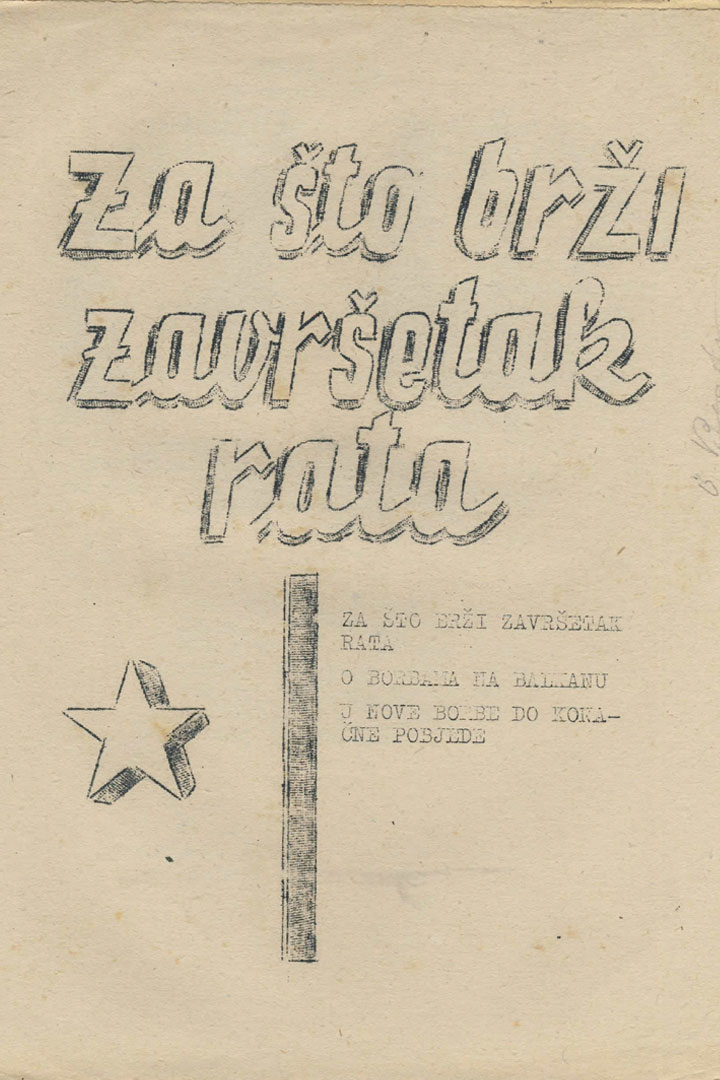 Za što brži
završetak
rata
ZA ŠTO BRŽI ZAVRŠETAK
RATA
O BORBAMA NA BALKANU
U NOVE BORBE DO KONA-
ČNE POBJEDE